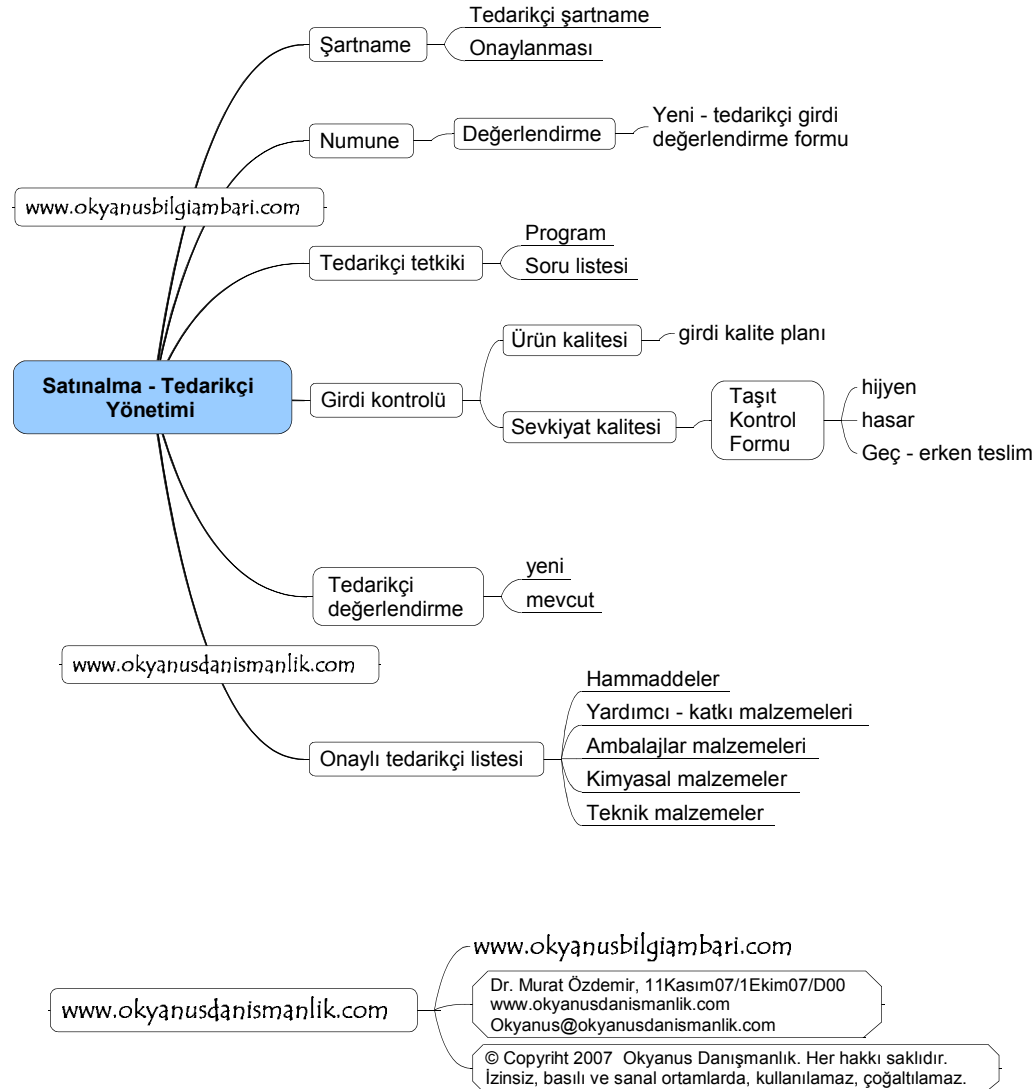 Tedarikçi şartname
Şartname
Onaylanması
Numune
Değerlendirme
Yeni - tedarikçi girdi
değerlendirme formu
www.okyanusbilgiambari.com
Tedarikçi tetkiki
Program
Soru listesi
Satınalma - Tedarikçi
Yönetimi
Girdi kontrolü
Ürün kalitesi
girdi kalite planı
Sevkiyat kalitesi
Taşıt
Kontrol
Formu
hijyen
hasar
Geç - erken teslim
Tedarikçi
değerlendirme
yeni
mevcut
www.okyanusdanismanlik.com
Onaylı tedarikçi listesi
Hammaddeler
Yardımcı - katkı malzemeleri
Ambalajlar malzemeleri
Kimyasal malzemeler
Teknik malzemeler
www.okyanusdanismanlik.com
www.okyanusbilgiambari.com
Dr. Murat Özdemir, 11Kasım07/1Ekim07/D00
www.okyanusdanismanlik.com
Okyanus@okyanusdanismanlik.com
© Copyriht 2007  Okyanus Danışmanlık. Her hakkı saklıdır.
İzinsiz, basılı ve sanal ortamlarda, kullanılamaz, çoğaltılamaz.